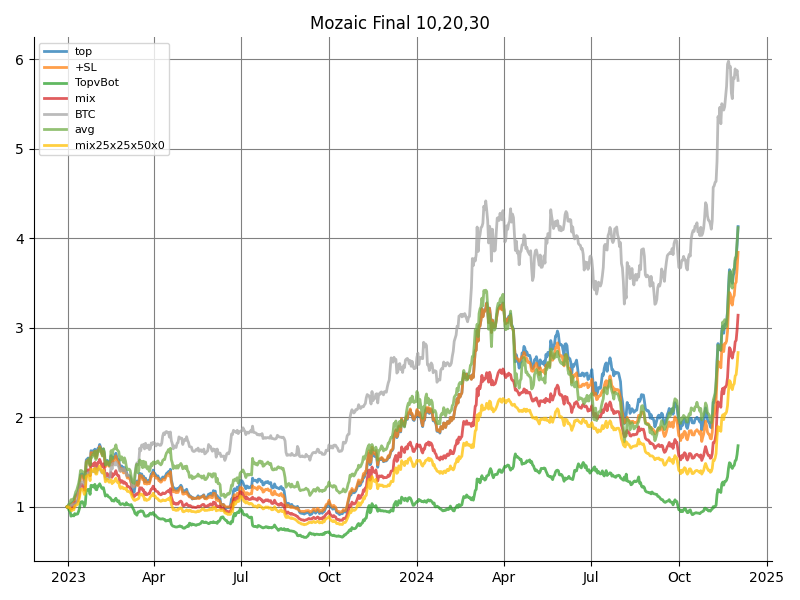 Mozaic Final 10,20,30
top
+SL
TopvBot
mix
BTC
avg
mix25x25x50x0
6
5
4
3
2
1
2023 Apr Jul Oct 2024 Apr Jul Oct 2025